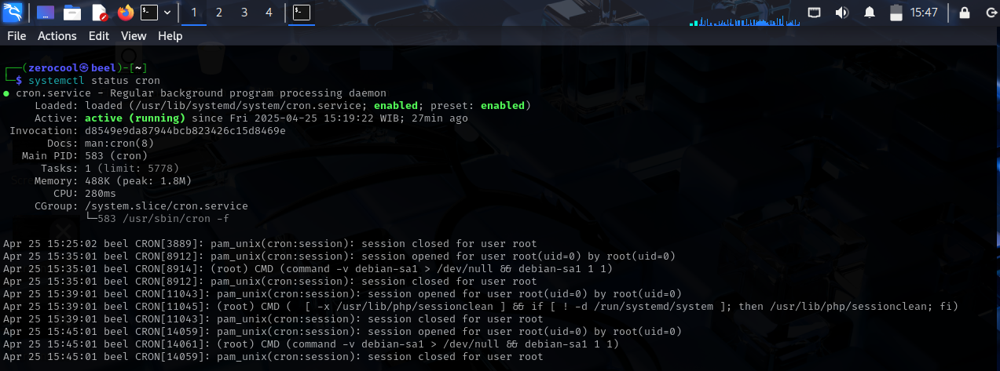 1 2 3 4 15:47
File Actions Edit View Help
┌──(zerocool㉿beel)-[~]
└─$ systemctl status cron
● cron.service - Regular background program processing daemon
Loaded: loaded (/usr/lib/systemd/system/cron.service; enabled; preset: enabled)
Active: active (running) since Fri 2025-04-25 15:19:22 WIB; 27min ago
Invocation: d8549e9da87944bcb823426c15d8469e
Docs: man:cron(8)
Main PID: 583 (cron)
Tasks: 1 (limit: 5778)
Memory: 488K (peak: 1.8M)
CPU: 280ms
CGroup: /system.slice/cron.service
└─583 /usr/sbin/cron -f
Apr 25 15:25:02 beel CRON[3889]: pam_unix(cron:session): session closed for user root
Apr 25 15:35:01 beel CRON[8912]: pam_unix(cron:session): session opened for user root(uid=0) by root(uid=0)
Apr 25 15:35:01 beel CRON[8914]: (root) CMD (command -v debian-sa1 > /dev/null && debian-sa1 1 1)
Apr 25 15:35:01 beel CRON[8912]: pam_unix(cron:session): session closed for user root
Apr 25 15:39:01 beel CRON[11043]: pam_unix(cron:session): session opened for user root(uid=0) by root(uid=0)
Apr 25 15:39:01 beel CRON[11045]: (root) CMD (  [ -x /usr/lib/php/sessionclean ] && if [ ! -d /run/systemd/system ]; then /usr/lib/php/sessionclean; fi)
Apr 25 15:39:01 beel CRON[11043]: pam_unix(cron:session): session closed for user root
Apr 25 15:45:01 beel CRON[14059]: pam_unix(cron:session): session opened for user root(uid=0) by root(uid=0)
Apr 25 15:45:01 beel CRON[14061]: (root) CMD (command -v debian-sa1 > /dev/null && debian-sa1 1 1)
Apr 25 15:45:01 beel CRON[14059]: pam_unix(cron:session): session closed for user root